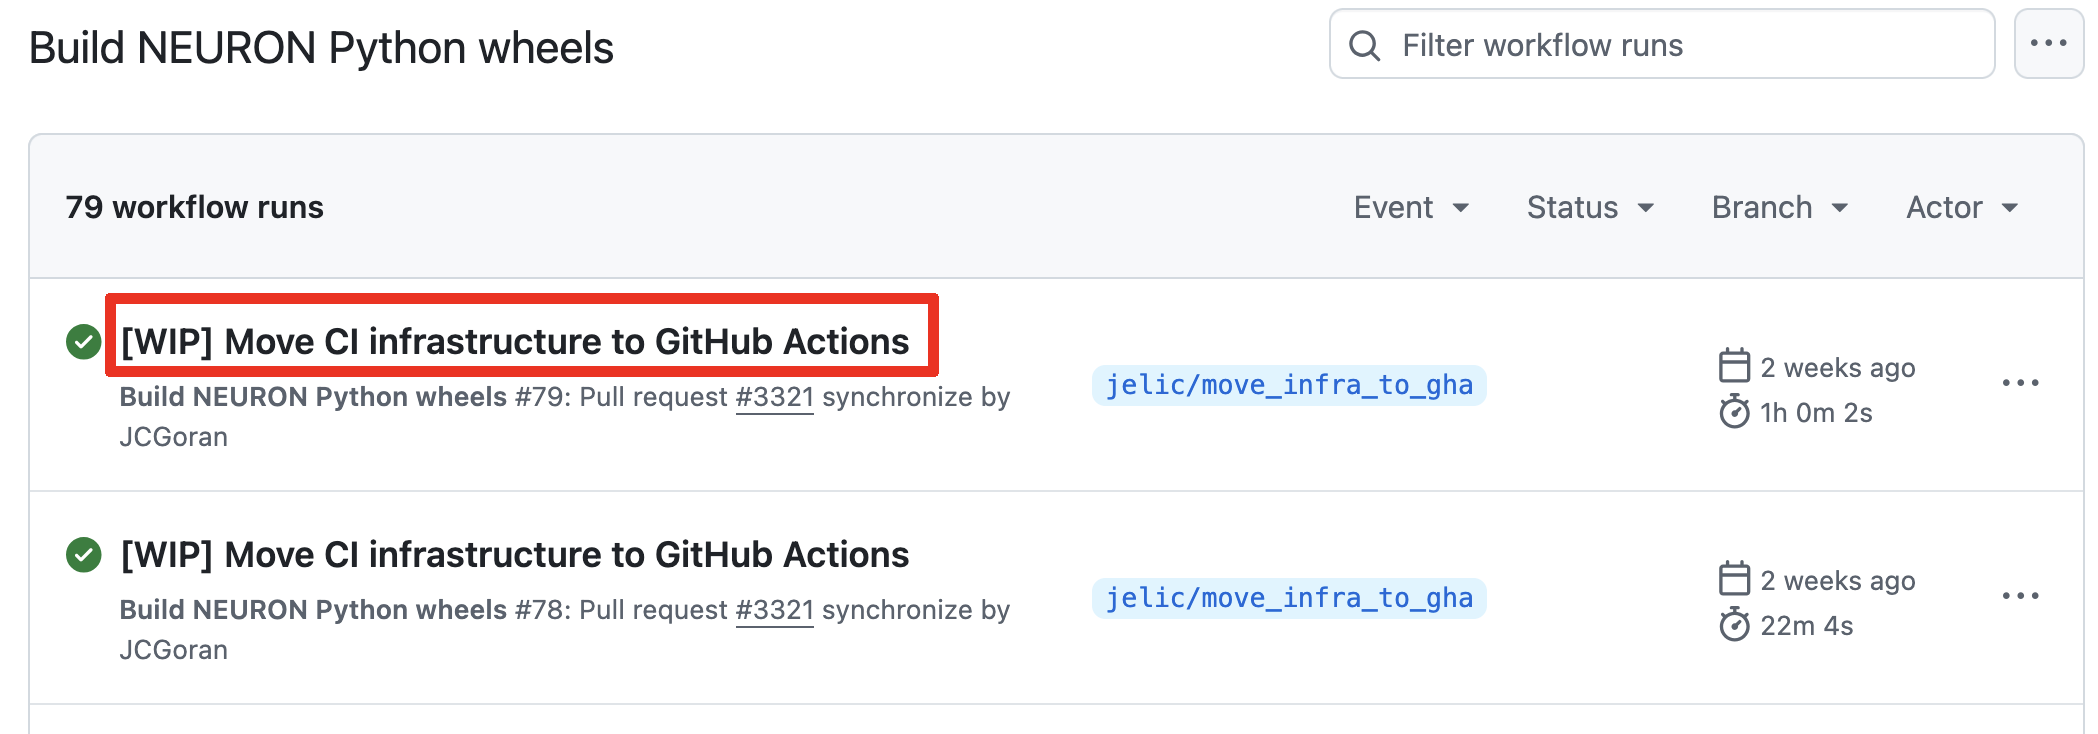 Build NEURON Python wheels
Filter workflow runs
79 workflow runs
Event
Status
Branch
Actor
[WIP] Move CI infrastructure to GitHub Actions
Build NEURON Python wheels #79: Pull request #3321 synchronize by
JCGoran
jelic/move_infra_to_gha
2 weeks ago
1h 0m 2s
[WIP] Move CI infrastructure to GitHub Actions
Build NEURON Python wheels #78: Pull request #3321 synchronize by
JCGoran
jelic/move_infra_to_gha
2 weeks ago
22m 4s